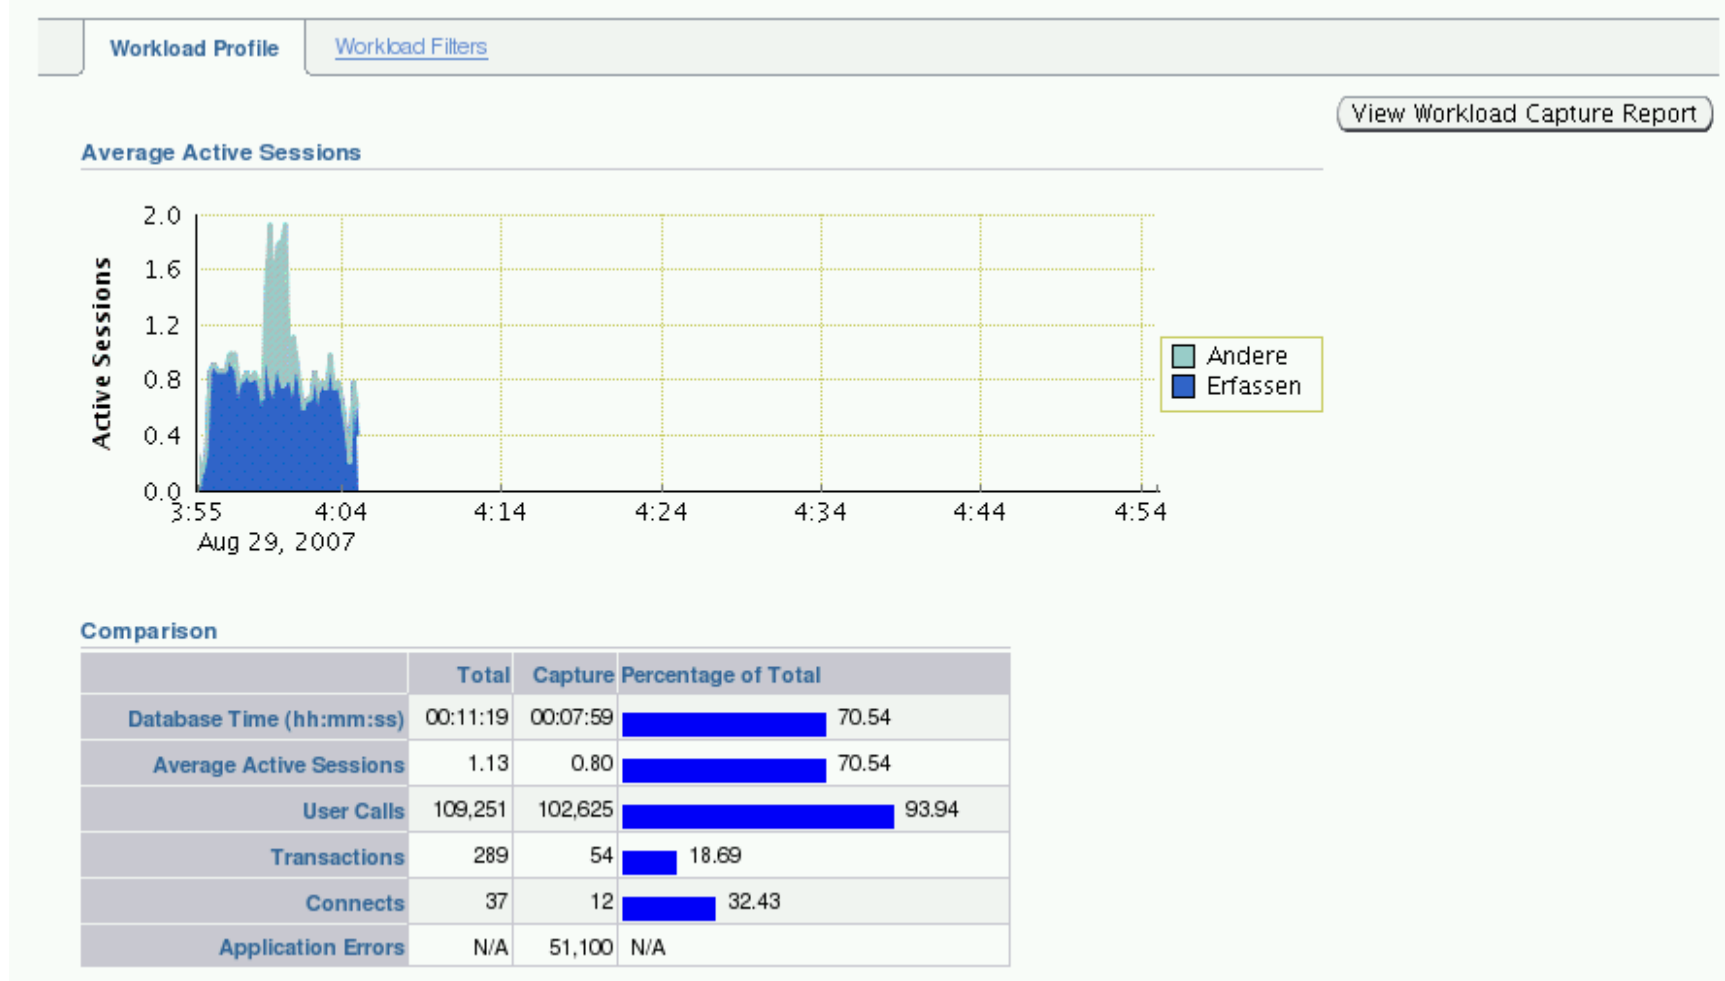 Workload Profile Workload Filters
View Workload Capture Report
Average Active Sessions
Active Sessions
2.0
1.6
1.2
0.8
0.4
0.0
3:55 4:04 4:14 4:24 4:34 4:44 4:54
Aug 29, 2007
Andere
Erfassen
Comparison
Total Capture Percentage of Total
Database Time (hh:mm:ss) 00:11:19 00:07:59 70.54
Average Active Sessions 1.13 0.80 70.54
User Calls 109,251 102,625 93.94
Transactions 289 54 18.69
Connects 37 12 32.43
Application Errors N/A 51,100 N/A